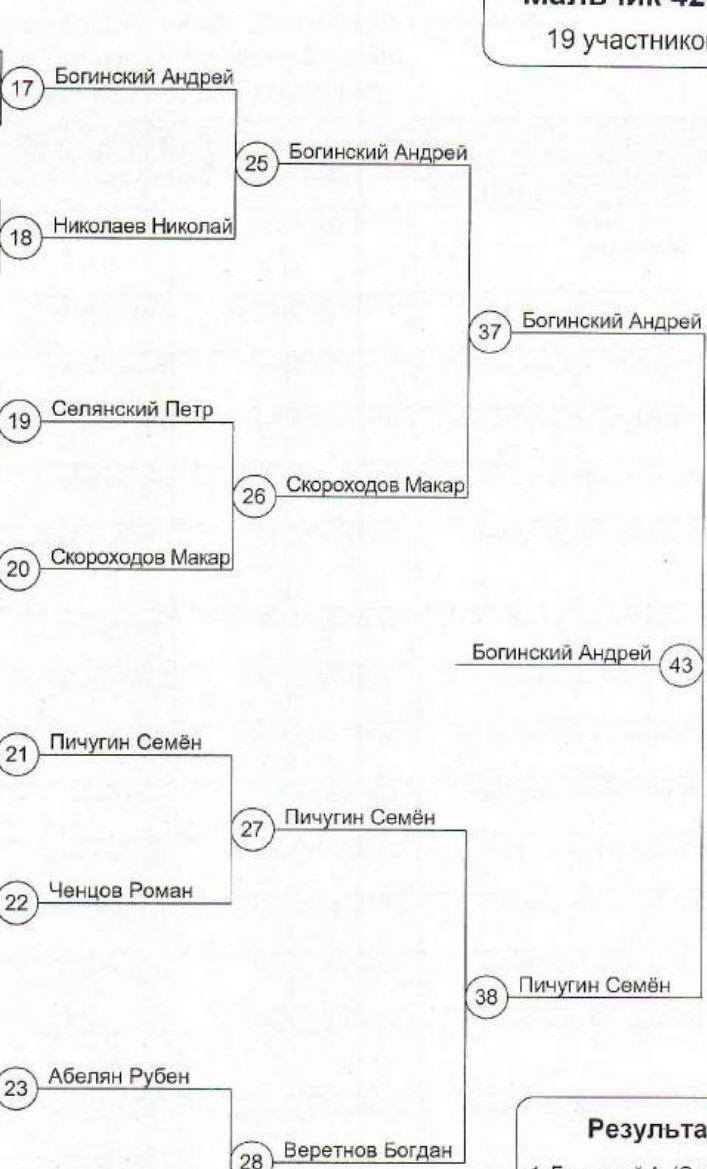 19 участников
17 Богинский Андрей
25 Богинский Андрей
18 Николаев Николай
37 Богинский Андрей
19 Селянский Петр
26 Скороходов Макар
20 Скороходов Макар
Богинский Андрей 43
21 Пичугин Семён
27 Пичугин Семён
22 Ченцов Роман
38 Пичугин Семён
23 Абелян Рубен
28 Веретнов Богдан
Результа